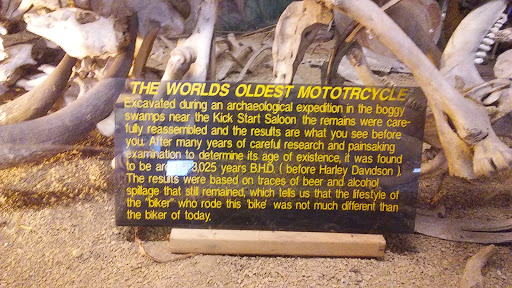 THE WORLDS OLDEST MOTOTRCYCLE
Excavated during an archaeological expedition in the boggy
swamps near the Kick Start Saloon the remains were care-
fully reassembled and the results are what you see before
you. After many years of careful research and painsaking
examination to determine its age of existence, it was found
to be 3,025 years B.H.D. ( before Harley Davidson ).
The results were based on traces of beer and alcohol
spillage that still remained, which tells us that the lifestyle of
the "biker" who rode this 'bike' was not much different than
the biker of today.